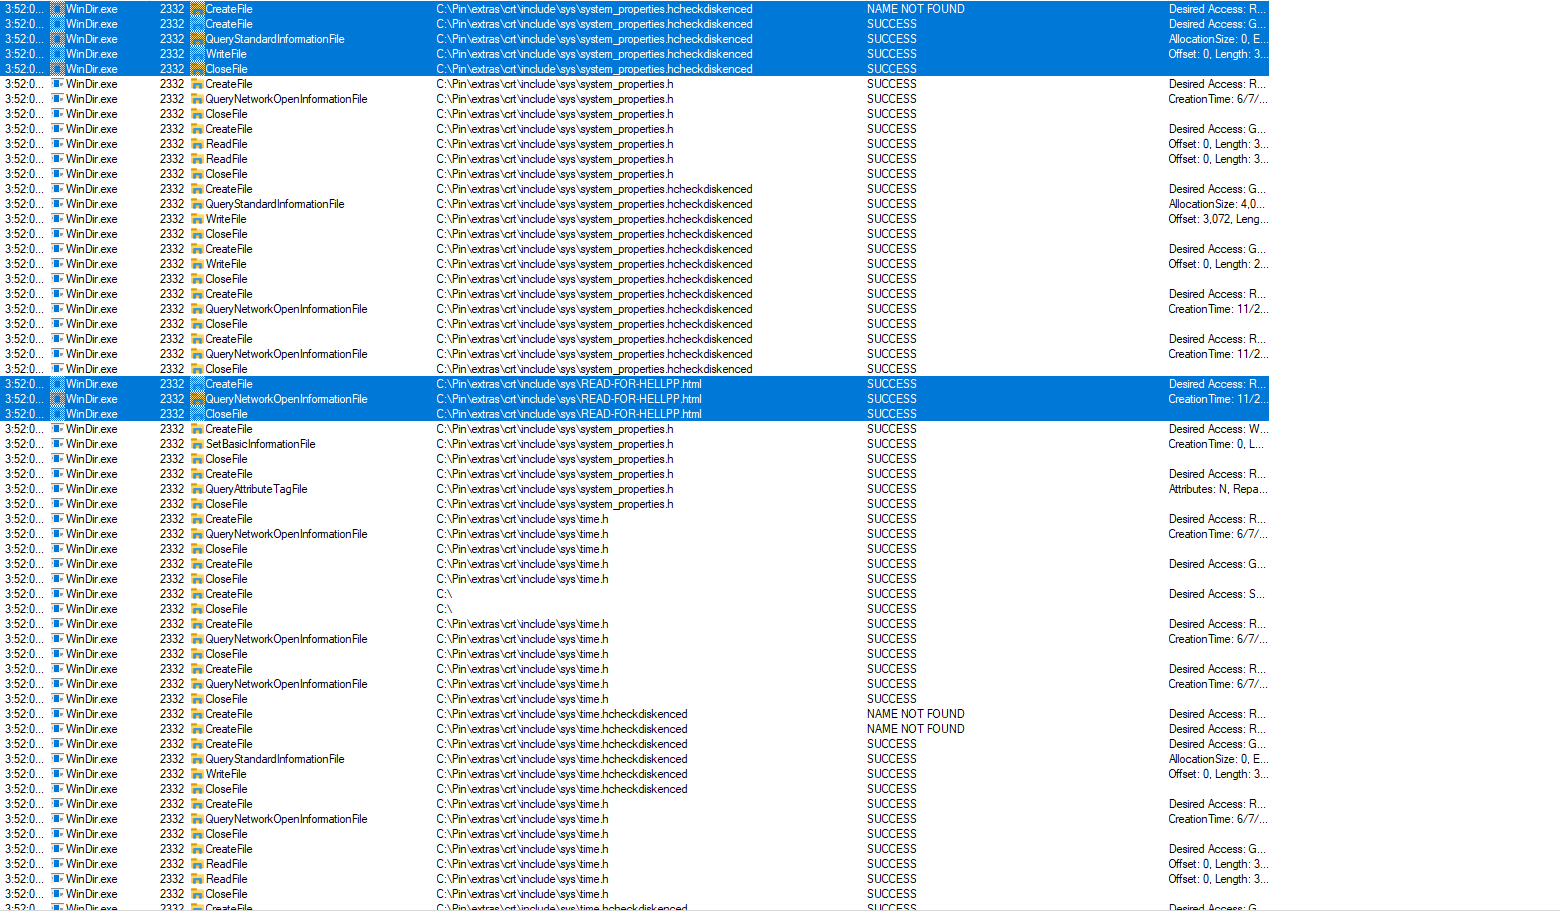 3:52:0... WinDir.exe 2332 CreateFile C:\Pin\extras\crt\include\sys\system_properties.hcheckdiskenced NAME NOT FOUND Desired Access: R...
3:52:0... WinDir.exe 2332 CreateFile C:\Pin\extras\crt\include\sys\system_properties.hcheckdiskenced SUCCESS Desired Access: G...
3:52:0... WinDir.exe 2332 QueryStandardInformationFile C:\Pin\extras\crt\include\sys\system_properties.hcheckdiskenced SUCCESS AllocationSize: 0, E...
3:52:0... WinDir.exe 2332 WriteFile C:\Pin\extras\crt\include\sys\system_properties.hcheckdiskenced SUCCESS Offset: 0, Length: 3...
3:52:0... WinDir.exe 2332 CloseFile C:\Pin\extras\crt\include\sys\system_properties.hcheckdiskenced SUCCESS
3:52:0... WinDir.exe 2332 CreateFile C:\Pin\extras\crt\include\sys\system_properties.h SUCCESS Desired Access: R...
3:52:0... WinDir.exe 2332 QueryNetworkOpenInformationFile C:\Pin\extras\crt\include\sys\system_properties.h SUCCESS CreationTime: 6/7/...
3:52:0... WinDir.exe 2332 CloseFile C:\Pin\extras\crt\include\sys\system_properties.h SUCCESS
3:52:0... WinDir.exe 2332 CreateFile C:\Pin\extras\crt\include\sys\system_properties.h SUCCESS Desired Access: G...
3:52:0... WinDir.exe 2332 ReadFile C:\Pin\extras\crt\include\sys\system_properties.h SUCCESS Offset: 0, Length: 3...
3:52:0... WinDir.exe 2332 ReadFile C:\Pin\extras\crt\include\sys\system_properties.h SUCCESS Offset: 0, Length: 3...
3:52:0... WinDir.exe 2332 CloseFile C:\Pin\extras\crt\include\sys\system_properties.h SUCCESS
3:52:0... WinDir.exe 2332 CreateFile C:\Pin\extras\crt\include\sys\system_properties.hcheckdiskenced SUCCESS Desired Access: G...
3:52:0... WinDir.exe 2332 QueryStandardInformationFile C:\Pin\extras\crt\include\sys\system_properties.hcheckdiskenced SUCCESS AllocationSize: 4,0...
3:52:0... WinDir.exe 2332 WriteFile C:\Pin\extras\crt\include\sys\system_properties.hcheckdiskenced SUCCESS Offset: 3,072, Leng...
3:52:0... WinDir.exe 2332 CloseFile C:\Pin\extras\crt\include\sys\system_properties.hcheckdiskenced SUCCESS
3:52:0... WinDir.exe 2332 CreateFile C:\Pin\extras\crt\include\sys\system_properties.hcheckdiskenced SUCCESS Desired Access: G...
3:52:0... WinDir.exe 2332 WriteFile C:\Pin\extras\crt\include\sys\system_properties.hcheckdiskenced SUCCESS Offset: 0, Length: 2...
3:52:0... WinDir.exe 2332 CloseFile C:\Pin\extras\crt\include\sys\system_properties.hcheckdiskenced SUCCESS
3:52:0... WinDir.exe 2332 CreateFile C:\Pin\extras\crt\include\sys\system_properties.hcheckdiskenced SUCCESS Desired Access: R...
3:52:0... WinDir.exe 2332 QueryNetworkOpenInformationFile C:\Pin\extras\crt\include\sys\system_properties.hcheckdiskenced SUCCESS CreationTime: 11/2...
3:52:0... WinDir.exe 2332 CloseFile C:\Pin\extras\crt\include\sys\system_properties.hcheckdiskenced SUCCESS
3:52:0... WinDir.exe 2332 CreateFile C:\Pin\extras\crt\include\sys\system_properties.hcheckdiskenced SUCCESS Desired Access: R...
3:52:0... WinDir.exe 2332 QueryNetworkOpenInformationFile C:\Pin\extras\crt\include\sys\system_properties.hcheckdiskenced SUCCESS CreationTime: 11/2...
3:52:0... WinDir.exe 2332 CloseFile C:\Pin\extras\crt\include\sys\system_properties.hcheckdiskenced SUCCESS
3:52:0... WinDir.exe 2332 CreateFile C:\Pin\extras\crt\include\sys\READ-FOR-HELLPP.html SUCCESS Desired Access: R...
3:52:0... WinDir.exe 2332 QueryNetworkOpenInformationFile C:\Pin\extras\crt\include\sys\READ-FOR-HELLPP.html SUCCESS CreationTime: 11/2...
3:52:0... WinDir.exe 2332 CloseFile C:\Pin\extras\crt\include\sys\READ-FOR-HELLPP.html SUCCESS
3:52:0... WinDir.exe 2332 CreateFile C:\Pin\extras\crt\include\sys\system_properties.h SUCCESS Desired Access: W...
3:52:0... WinDir.exe 2332 SetBasicInformationFile C:\Pin\extras\crt\include\sys\system_properties.h SUCCESS CreationTime: 0, L...
3:52:0... WinDir.exe 2332 CloseFile C:\Pin\extras\crt\include\sys\system_properties.h SUCCESS
3:52:0... WinDir.exe 2332 CreateFile C:\Pin\extras\crt\include\sys\system_properties.h SUCCESS Desired Access: R...
3:52:0... WinDir.exe 2332 QueryAttributeTagFile C:\Pin\extras\crt\include\sys\system_properties.h SUCCESS Attributes: N, Repa...
3:52:0... WinDir.exe 2332 CloseFile C:\Pin\extras\crt\include\sys\system_properties.h SUCCESS
3:52:0... WinDir.exe 2332 CreateFile C:\Pin\extras\crt\include\sys\time.h SUCCESS Desired Access: R...
3:52:0... WinDir.exe 2332 QueryNetworkOpenInformationFile C:\Pin\extras\crt\include\sys\time.h SUCCESS CreationTime: 6/7/...
3:52:0... WinDir.exe 2332 CloseFile C:\Pin\extras\crt\include\sys\time.h SUCCESS
3:52:0... WinDir.exe 2332 CreateFile C:\Pin\extras\crt\include\sys\time.h SUCCESS Desired Access: G...
3:52:0... WinDir.exe 2332 CloseFile C:\Pin\extras\crt\include\sys\time.h SUCCESS
3:52:0... WinDir.exe 2332 CreateFile C:\ SUCCESS Desired Access: S...
3:52:0... WinDir.exe 2332 CloseFile C:\ SUCCESS
3:52:0... WinDir.exe 2332 CreateFile C:\Pin\extras\crt\include\sys\time.h SUCCESS Desired Access: R...
3:52:0... WinDir.exe 2332 QueryNetworkOpenInformationFile C:\Pin\extras\crt\include\sys\time.h SUCCESS CreationTime: 6/7/...
3:52:0... WinDir.exe 2332 CloseFile C:\Pin\extras\crt\include\sys\time.h SUCCESS
3:52:0... WinDir.exe 2332 CreateFile C:\Pin\extras\crt\include\sys\time.h SUCCESS Desired Access: R...
3:52:0... WinDir.exe 2332 QueryNetworkOpenInformationFile C:\Pin\extras\crt\include\sys\time.h SUCCESS CreationTime: 6/7/...
3:52:0... WinDir.exe 2332 CloseFile C:\Pin\extras\crt\include\sys\time.h SUCCESS
3:52:0... WinDir.exe 2332 CreateFile C:\Pin\extras\crt\include\sys\time.hcheckdiskenced NAME NOT FOUND Desired Access: R...
3:52:0... WinDir.exe 2332 CreateFile C:\Pin\extras\crt\include\sys\time.hcheckdiskenced NAME NOT FOUND Desired Access: R...
3:52:0... WinDir.exe 2332 CreateFile C:\Pin\extras\crt\include\sys\time.hcheckdiskenced SUCCESS Desired Access: G...
3:52:0... WinDir.exe 2332 QueryStandardInformationFile C:\Pin\extras\crt\include\sys\time.hcheckdiskenced SUCCESS AllocationSize: 0, E...
3:52:0... WinDir.exe 2332 WriteFile C:\Pin\extras\crt\include\sys\time.hcheckdiskenced SUCCESS Offset: 0, Length: 3...
3:52:0... WinDir.exe 2332 CloseFile C:\Pin\extras\crt\include\sys\time.hcheckdiskenced SUCCESS
3:52:0... WinDir.exe 2332 CreateFile C:\Pin\extras\crt\include\sys\time.h SUCCESS Desired Access: R...
3:52:0... WinDir.exe 2332 QueryNetworkOpenInformationFile C:\Pin\extras\crt\include\sys\time.h SUCCESS CreationTime: 6/7/...
3:52:0... WinDir.exe 2332 CloseFile C:\Pin\extras\crt\include\sys\time.h SUCCESS
3:52:0... WinDir.exe 2332 CreateFile C:\Pin\extras\crt\include\sys\time.h SUCCESS Desired Access: G...
3:52:0... WinDir.exe 2332 ReadFile C:\Pin\extras\crt\include\sys\time.h SUCCESS Offset: 0, Length: 3...
3:52:0... WinDir.exe 2332 ReadFile C:\Pin\extras\crt\include\sys\time.h SUCCESS Offset: 0, Length: 3...
3:52:0... WinDir.exe 2332 CloseFile C:\Pin\extras\crt\include\sys\time.h SUCCESS
3:52:0... WinDir.exe 2332 CreateFile C:\Pin\extras\crt\include\sys\time.hcheckdiskenced SUCCESS Desired Access: G...